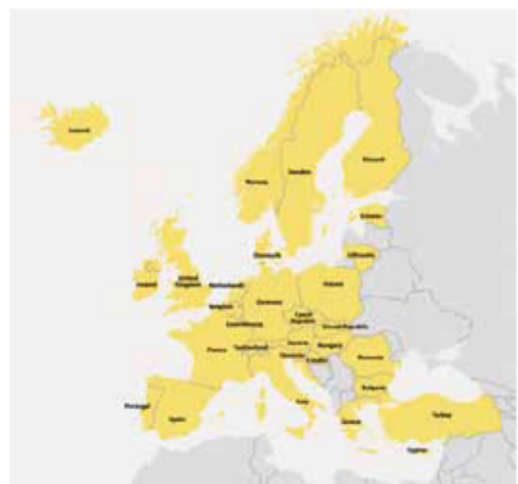 Iceland
Norway
Sweden
Finland
Estonia
Denmark
Lithuania
Ireland
United
Kingdom
Netherlands
Belgium
Germany
Poland
Luxembourg
Czech
Republic
Slovak Republic
France
Switzerland
Austria
Hungary
Slovenia
Croatia
Romania
Bulgaria
Portugal
Spain
Italy
Greece
Turkey
Cyprus